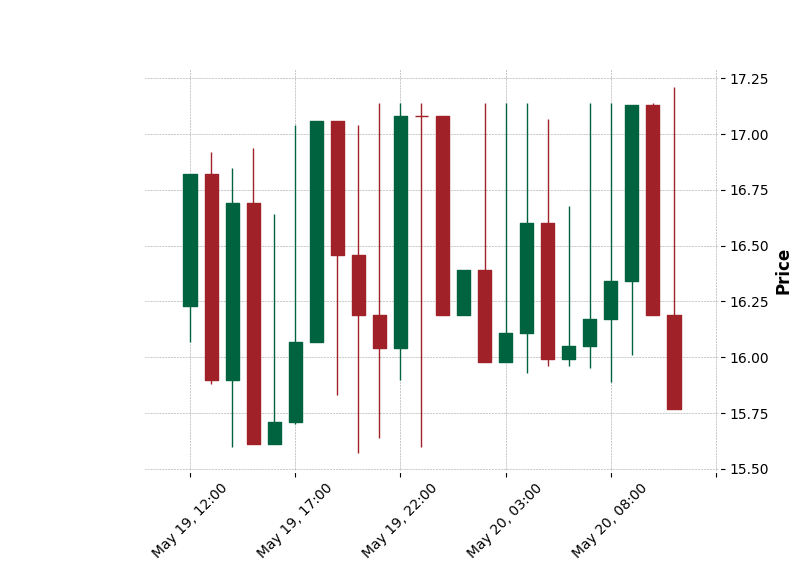 17.25
17.00
16.75
16.50
16.25
16.00
15.75
15.50
Price
May 19, 12:00
May 19, 17:00
May 19, 22:00
May 20, 03:00
May 20, 08:00